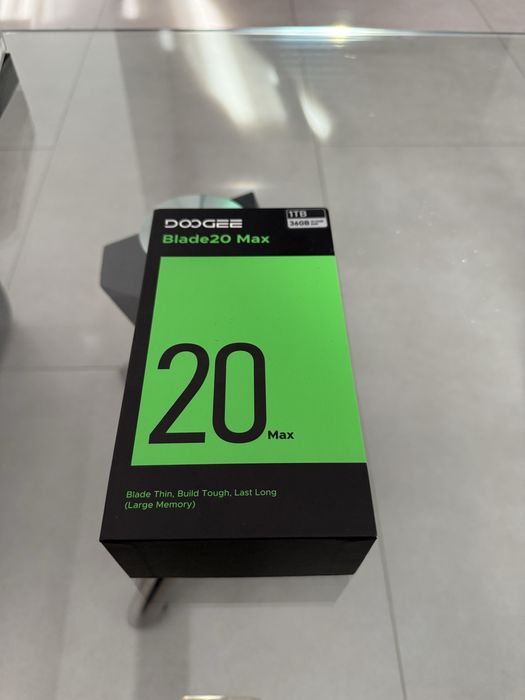 DOOGEE
1TB
36GB
Blade20 Max
20
Max
Blade Thin, Build Tough, Last Long
(Large Memory)